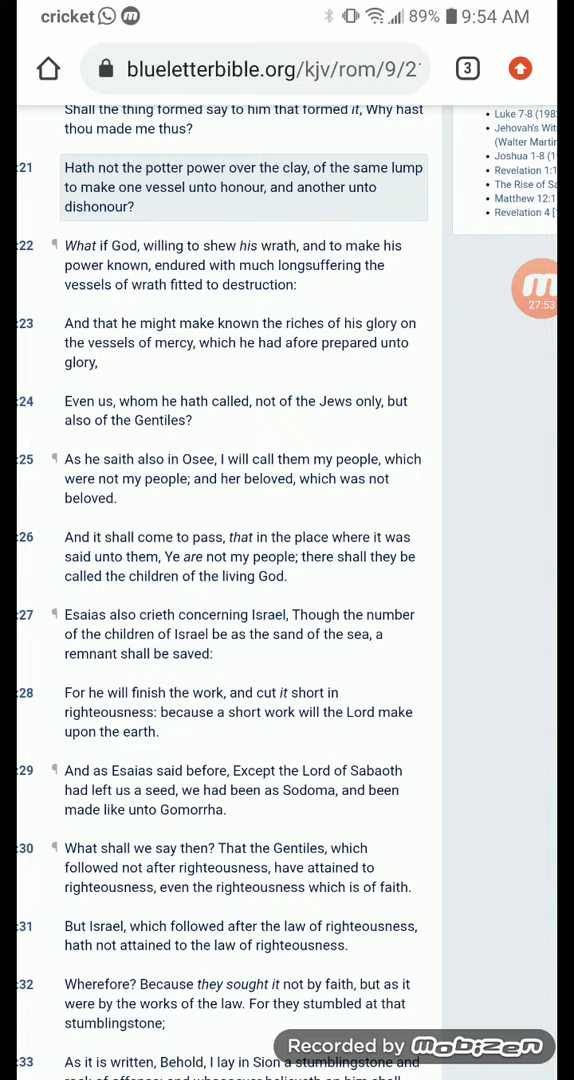 cricket 89% 9:54 AM
blueletterbible.org/kjv/rom/9/2 3
Shall the thing formed say to him that formed it, Why hast
thou made me thus?
:21 Hath not the potter power over the clay, of the same lump
to make one vessel unto honour, and another unto
dishonour?
:22 ¶ What if God, willing to shew his wrath, and to make his
power known, endured with much longsuffering the
vessels of wrath fitted to destruction:
:23 And that he might make known the riches of his glory on
the vessels of mercy, which he had afore prepared unto
glory,
:24 Even us, whom he hath called, not of the Jews only, but
also of the Gentiles?
:25 ¶ As he saith also in Osee, I will call them my people, which
were not my people; and her beloved, which was not
beloved.
:26 And it shall come to pass, that in the place where it was
said unto them, Ye are not my people; there shall they be
called the children of the living God.
:27 ¶ Esaias also crieth concerning Israel, Though the number
of the children of Israel be as the sand of the sea, a
remnant shall be saved:
:28 For he will finish the work, and cut it short in
righteousness: because a short work will the Lord make
upon the earth.
:29 ¶ And as Esaias said before, Except the Lord of Sabaoth
had left us a seed, we had been as Sodoma, and been
made like unto Gomorrha.
:30 ¶ What shall we say then? That the Gentiles, which
followed not after righteousness, have attained to
righteousness, even the righteousness which is of faith.
:31 But Israel, which followed after the law of righteousness,
hath not attained to the law of righteousness.
:32 Wherefore? Because they sought it not by faith, but as it
were by the works of the law. For they stumbled at that
stumblingstone;
:33 As it is written, Behold, I lay in Sion a stumblingstone and
• Luke 7-8 (198
• Jehovah's Wit
(Walter Martin
• Joshua 1-8 (1
• Revelation 1:1
• The Rise of Sa
• Matthew 12:1
• Revelation 4 [
m
27:53
Recorded by mobizen